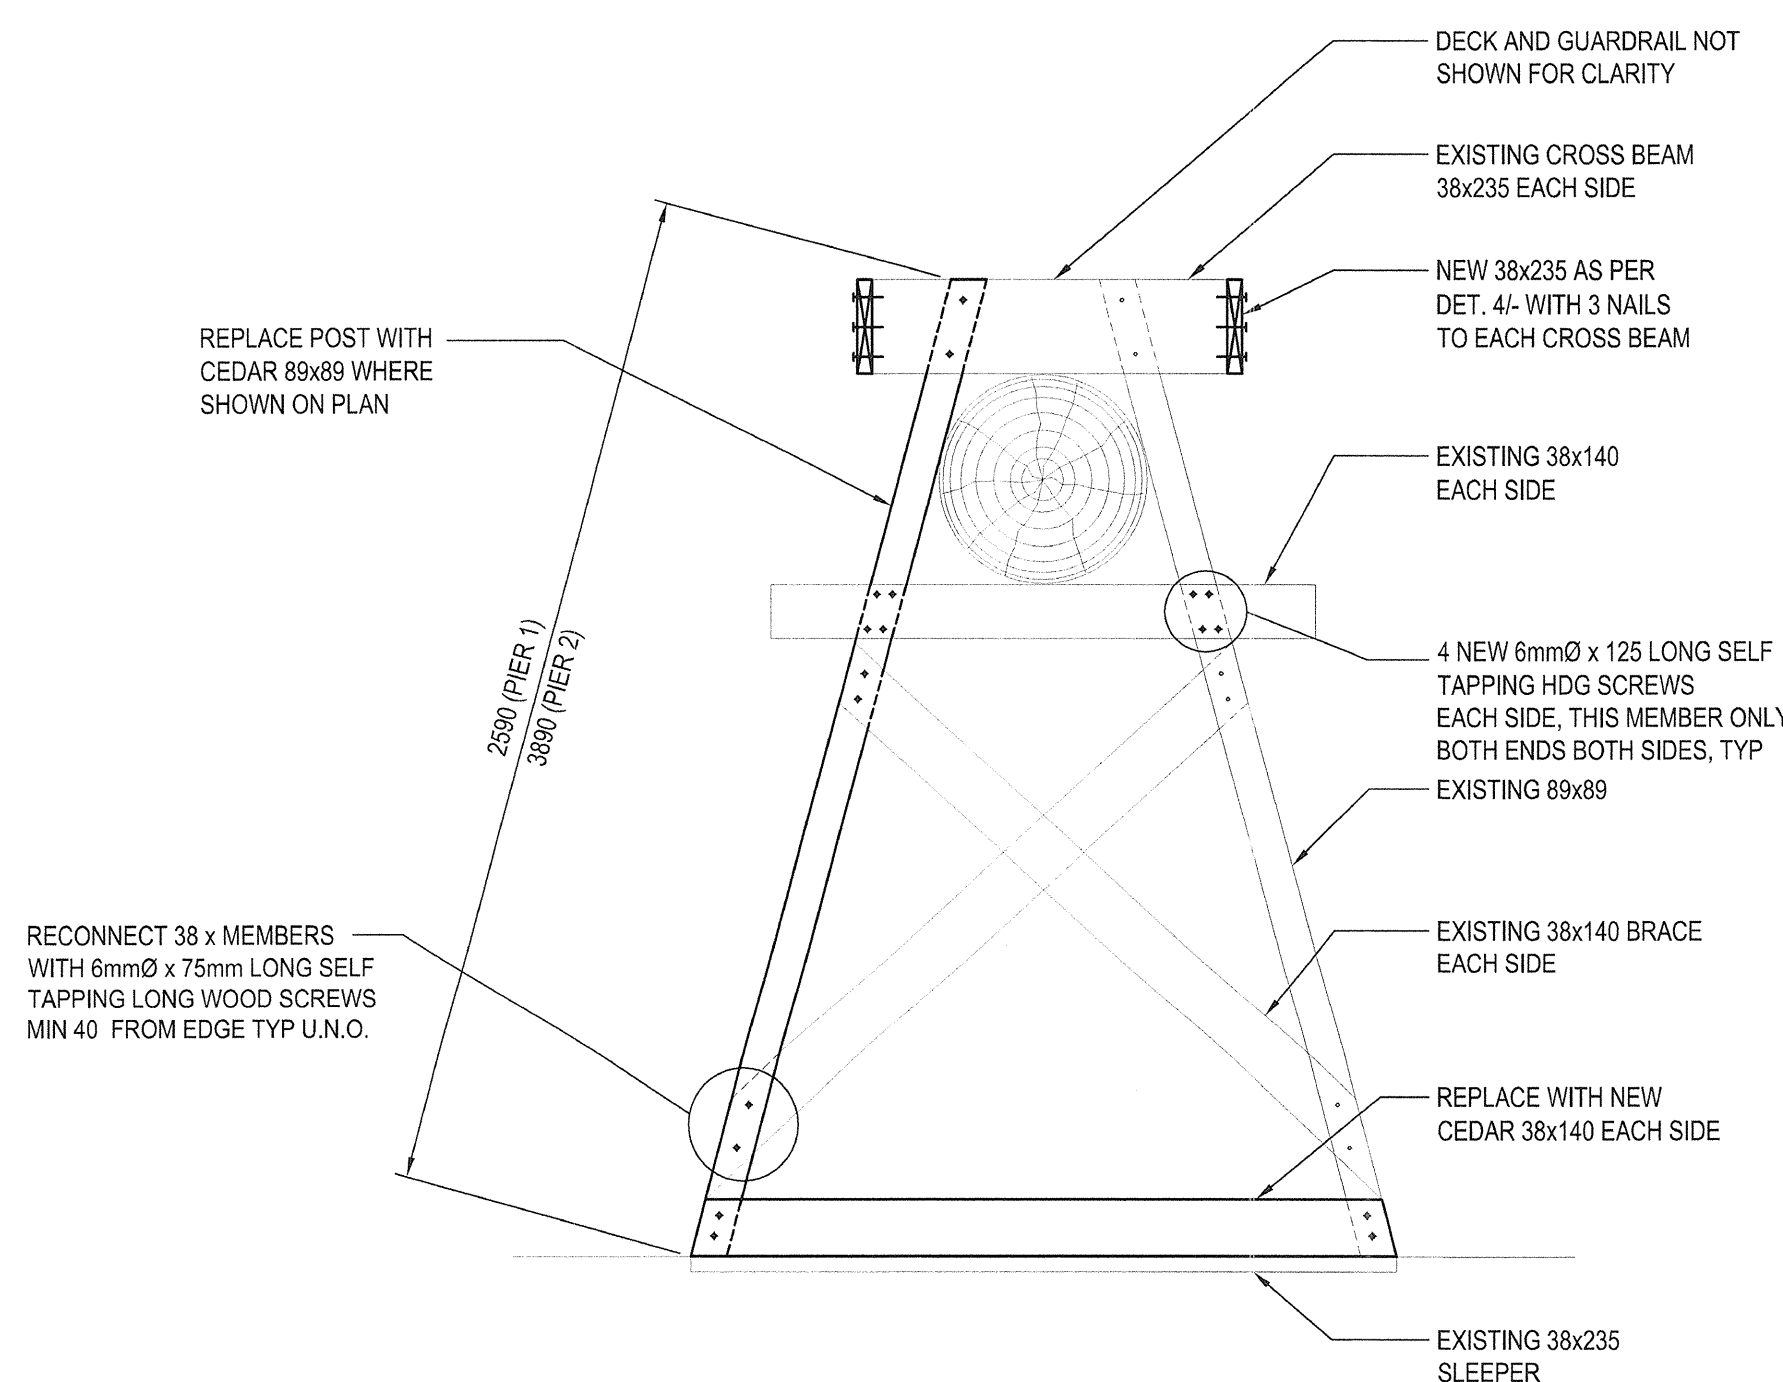 DECK AND GUARDRAIL NOT
SHOWN FOR CLARITY
EXISTING CROSS BEAM
38x235 EACH SIDE
NEW 38x235 AS PER
DET. 4/- WITH 3 NAILS
TO EACH CROSS BEAM
REPLACE POST WITH
CEDAR 89x89 WHERE
SHOWN ON PLAN
EXISTING 38x140
EACH SIDE
2590 (PIER 1)
3890 (PIER 2)
4 NEW 6mmØ x 125 LONG SELF
TAPPING HDG SCREWS
EACH SIDE, THIS MEMBER ONLY
BOTH ENDS BOTH SIDES, TYP
EXISTING 89x89
RECONNECT 38 x MEMBERS
WITH 6mmØ x 75mm LONG SELF
TAPPING LONG WOOD SCREWS
MIN 40 FROM EDGE TYP U.N.O.
EXISTING 38x140 BRACE
EACH SIDE
REPLACE WITH NEW
CEDAR 38x140 EACH SIDE
EXISTING 38x235
SLEEPER